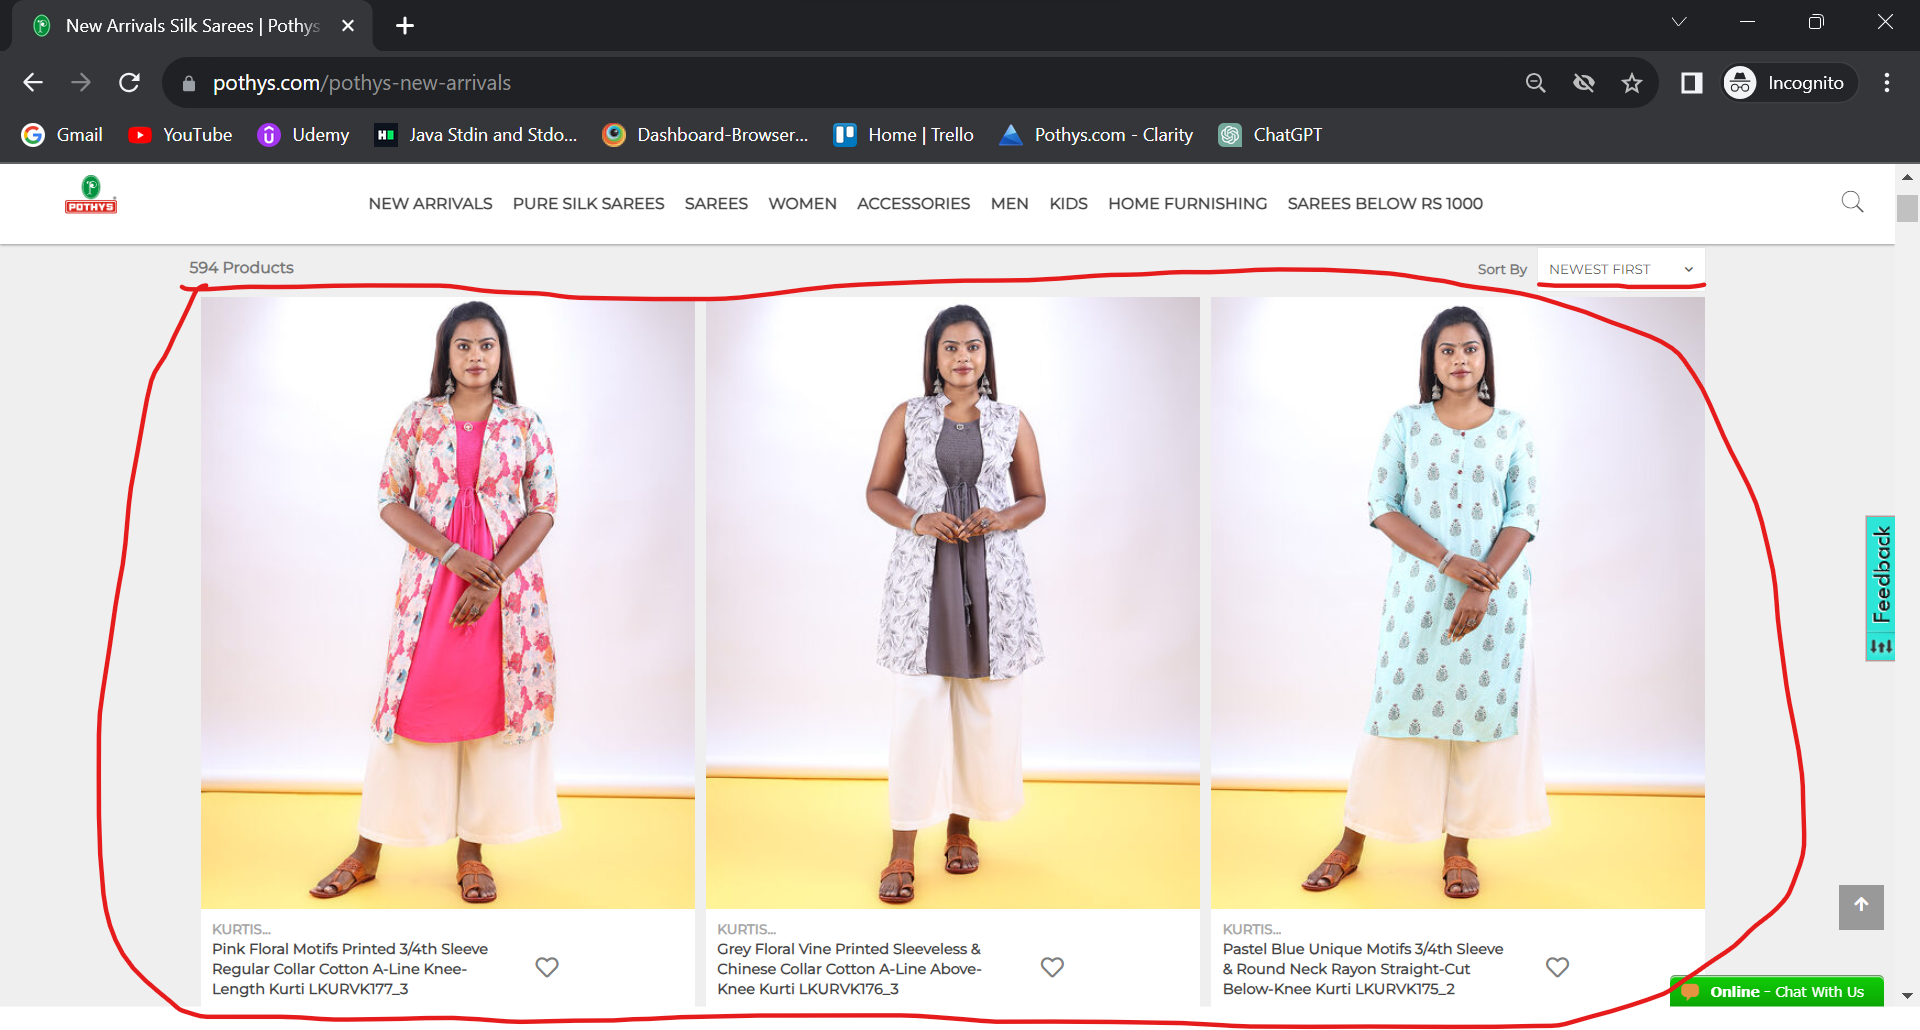 New Arrivals Silk Sarees | Pothys
pothys.com/pothys-new-arrivals
Incognito
Gmail
YouTube
Udemy
Java Stdin and Stdo...
Dashboard-Browser...
Home | Trello
Pothys.com - Clarity
ChatGPT
POTHYS
NEW ARRIVALS
PURE SILK SAREES
SAREES
WOMEN
ACCESSORIES
MEN
KIDS
HOME FURNISHING
SAREES BELOW RS 1000
594 Products
Sort By
NEWEST FIRST
Feedback
KURTIS...
Pink Floral Motifs Printed 3/4th Sleeve
Regular Collar Cotton A-Line Knee-
Length Kurti LKURVK177_3
KURTIS...
Grey Floral Vine Printed Sleeveless &
Chinese Collar Cotton A-Line Above-
Knee Kurti LKURVK176_3
KURTIS...
Pastel Blue Unique Motifs 3/4th Sleeve
& Round Neck Rayon Straight-Cut
Below-Knee Kurti LKURVK175_2
Online - Chat With Us